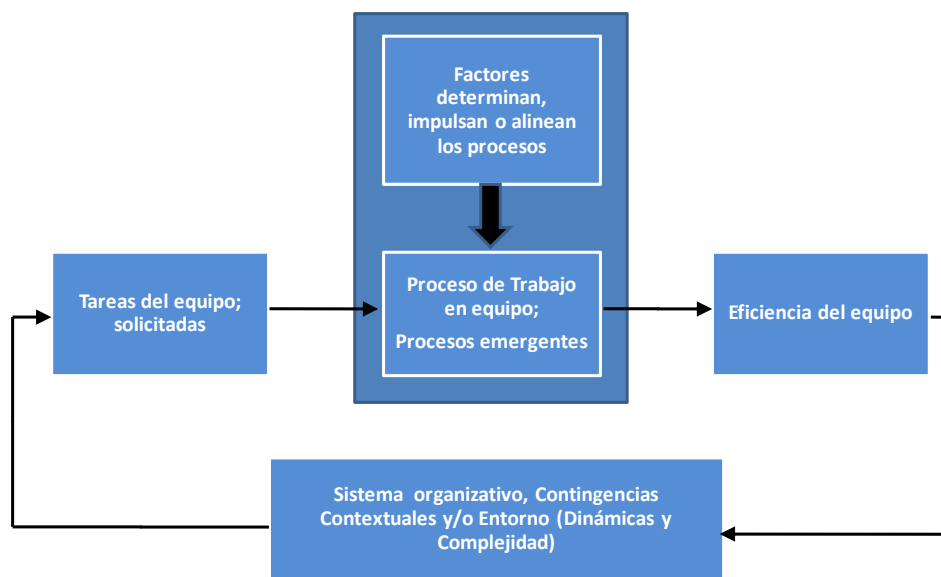 Factores
determinan,
impulsan o alinean
los procesos
Tareas del equipo;
solicitadas
Proceso de Trabajo
en equipo;
Procesos emergentes
Eficiencia del equipo
Sistema organizativo, Contingencias
Contextuales y/o Entorno (Dinámicas y
Complejidad)